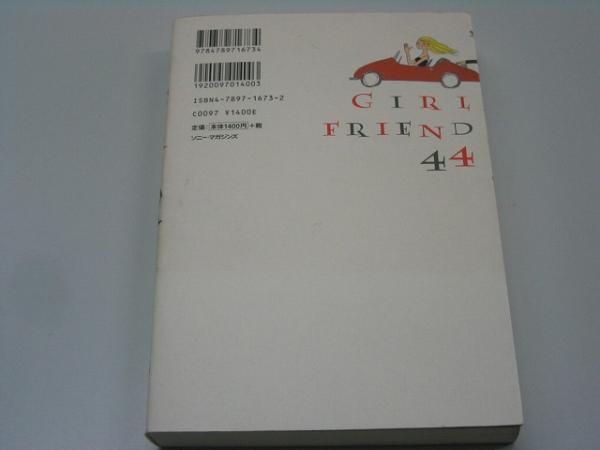 9784789716734
1920097014003
ISBN4-7897-1673-2
C0097 ¥1400E
定価:本体1400円+税
ソニー・マガジンズ
GIRL
FRIEND
44